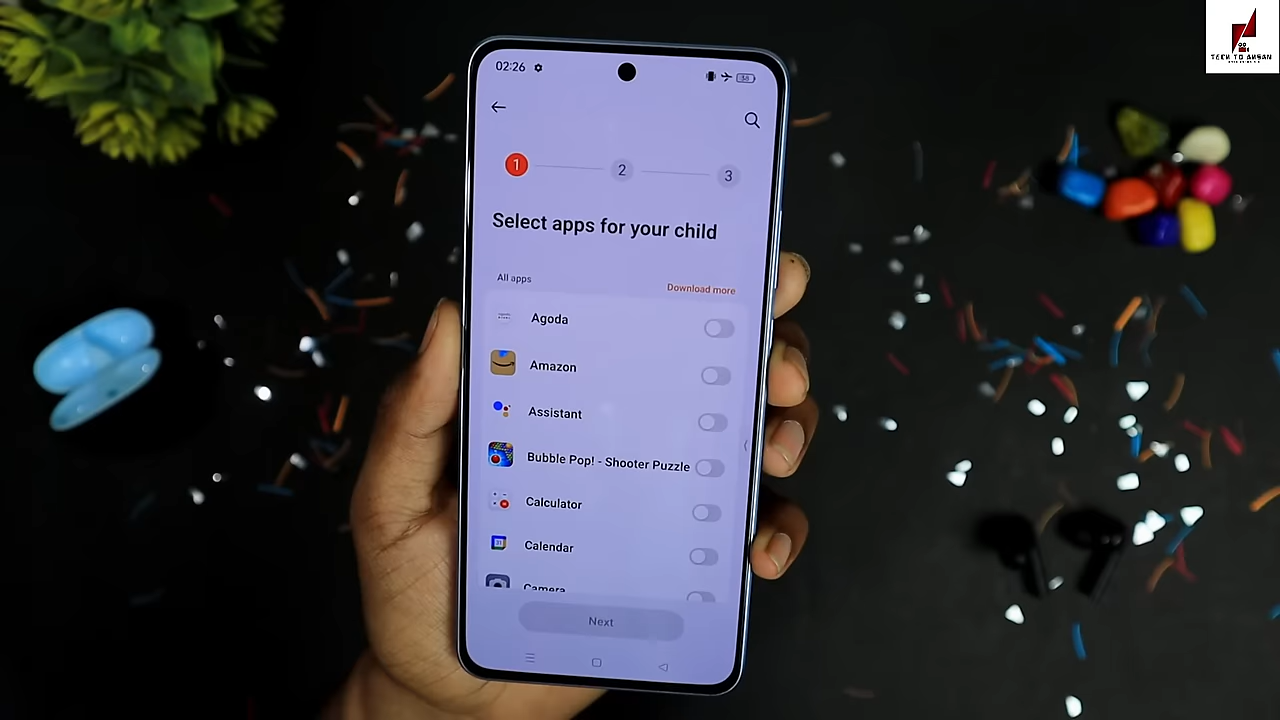 TECH TO AHSAN
02:26
1
2
3
Select apps for your child
All apps
Download more
Agoda
Amazon
Assistant
Bubble Pop! - Shooter Puzzle
Calculator
Calendar
Camera
Next